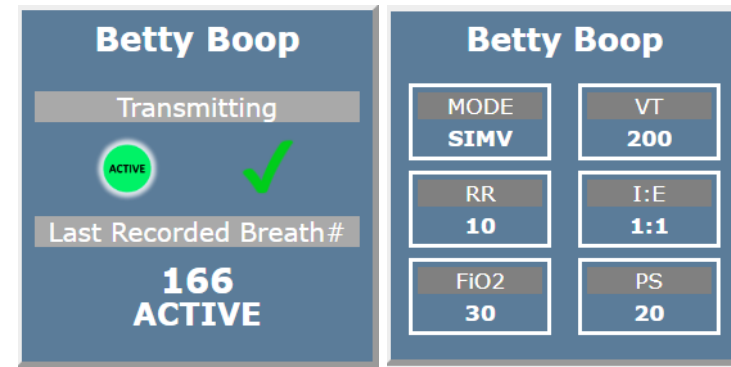 Betty Boop
Transmitting
ACTIVE
Last Recorded Breath#
166
ACTIVE
Betty Boop
MODE VT
SIMV 200
RR I:E
10 1:1
FiO2 PS
30 20